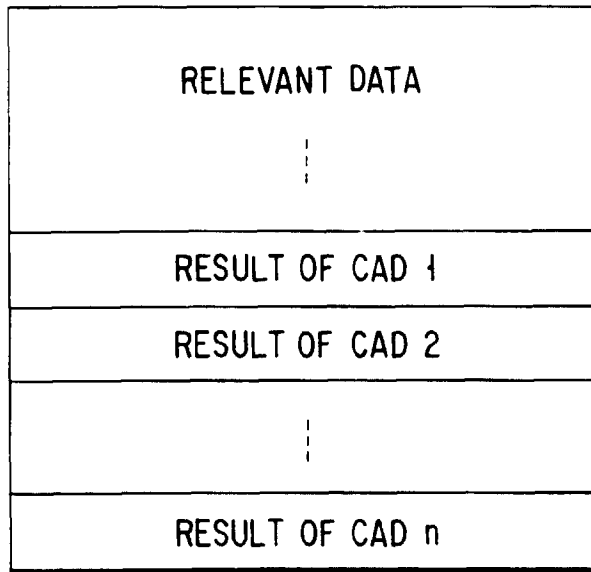 RELEVANT DATA
RESULT OF CAD 1
RESULT OF CAD 2
RESULT OF CAD n